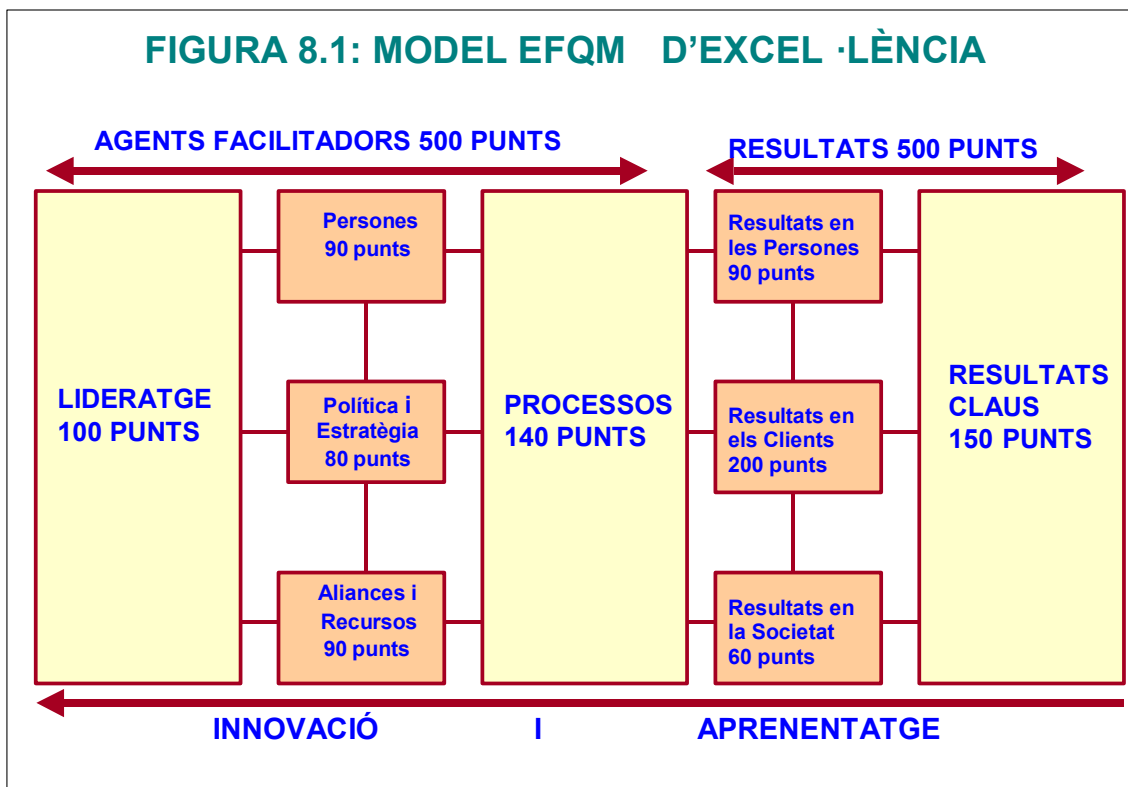 FIGURA 8.1: MODEL EFQM D'EXCEL ·LÈNCIA
AGENTS FACILITADORS 500 PUNTS
RESULTATS 500 PUNTS
LIDERATGE
100 PUNTS
Persones
90 punts
Política i
Estratègia
80 punts
Aliances i
Recursos
90 punts
PROCESSOS
140 PUNTS
Resultats en
les Persones
90 punts
Resultats en
els Clients
200 punts
Resultats en
la Societat
60 punts
RESULTATS
CLAUS
150 PUNTS
INNOVACIÓ I APRENENTATGE